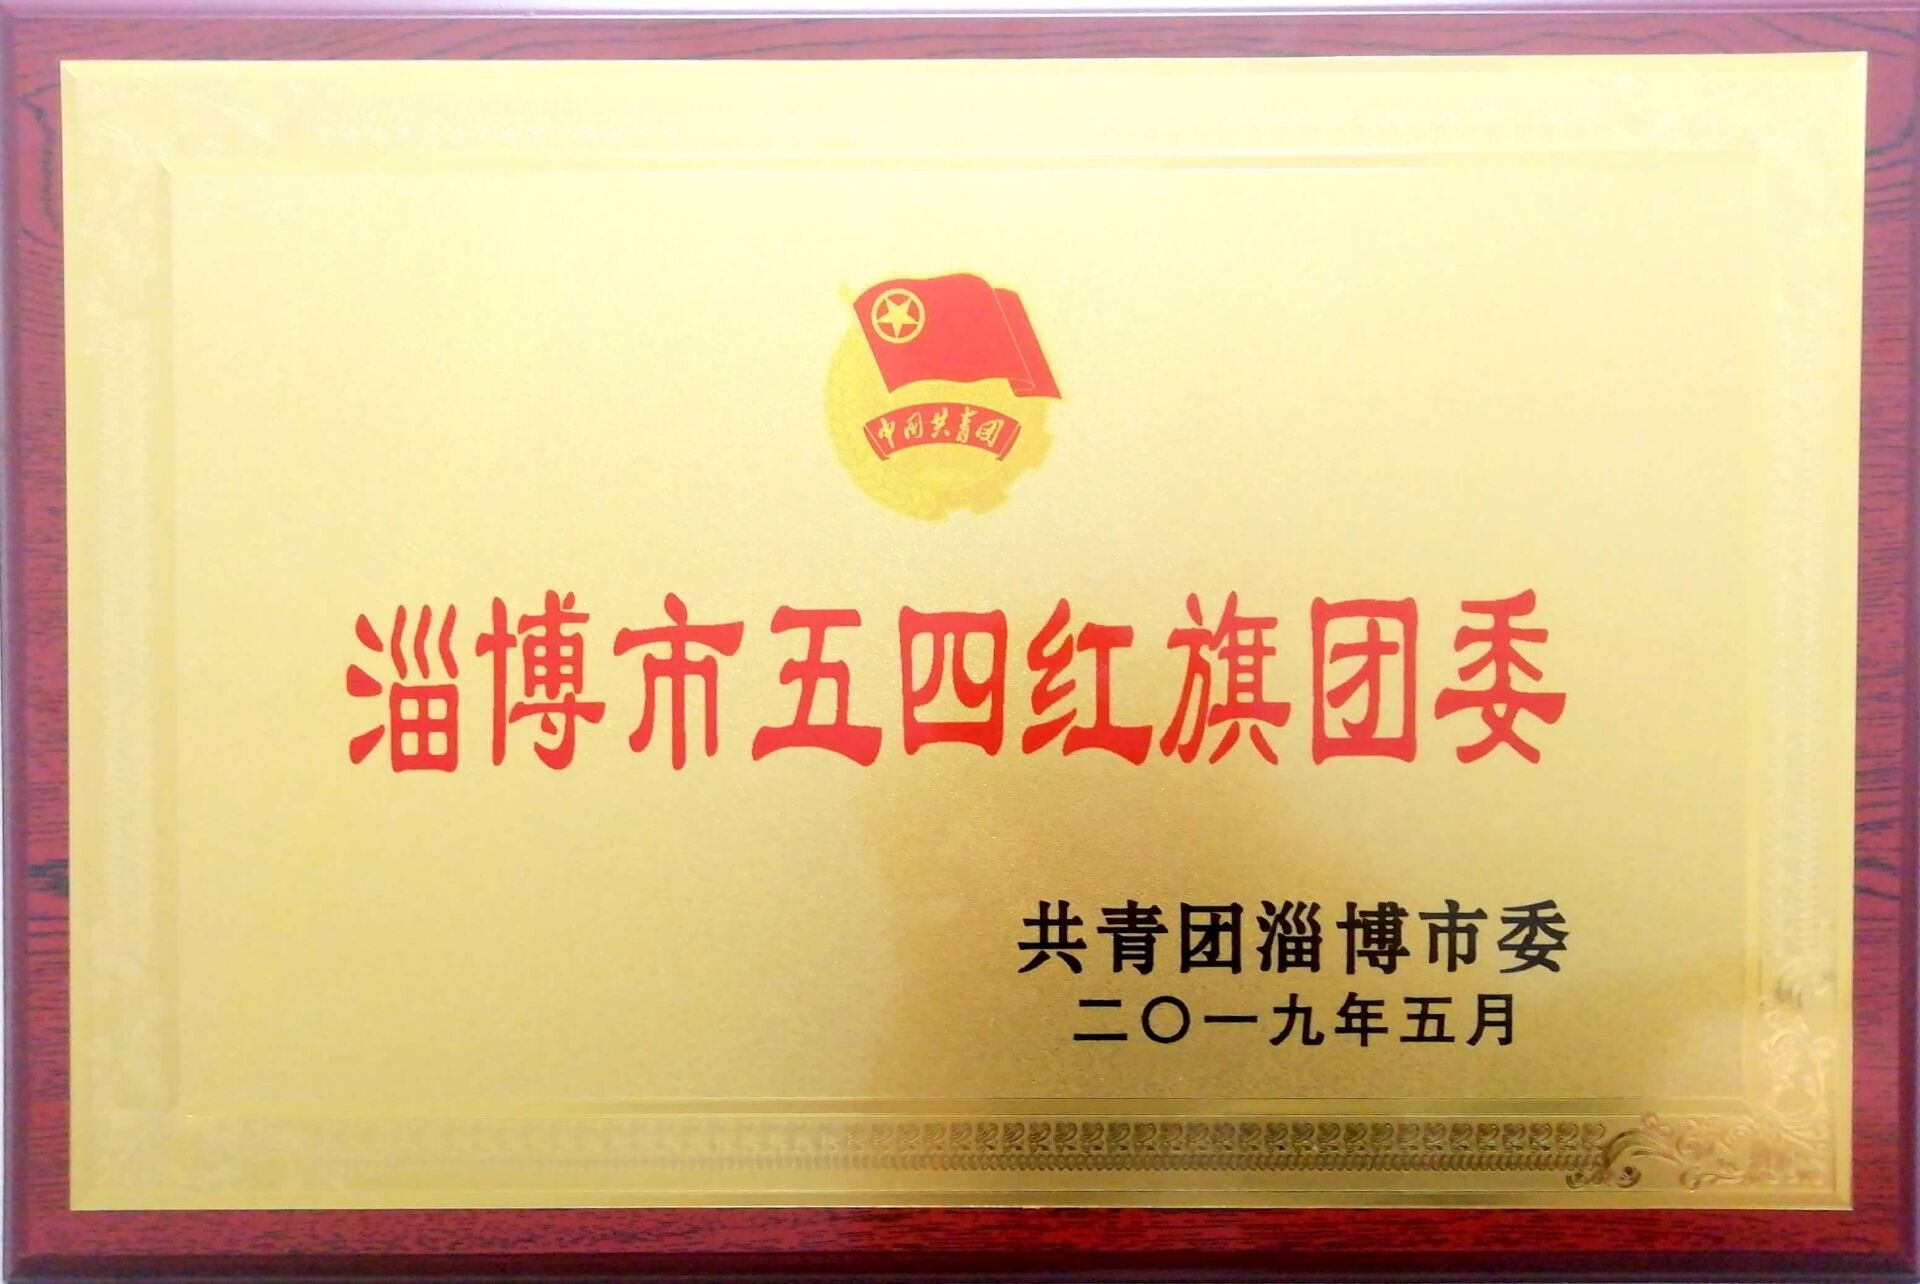 中国共青团
淄博市五四红旗团委
共青团淄博市委
二〇一九年五月